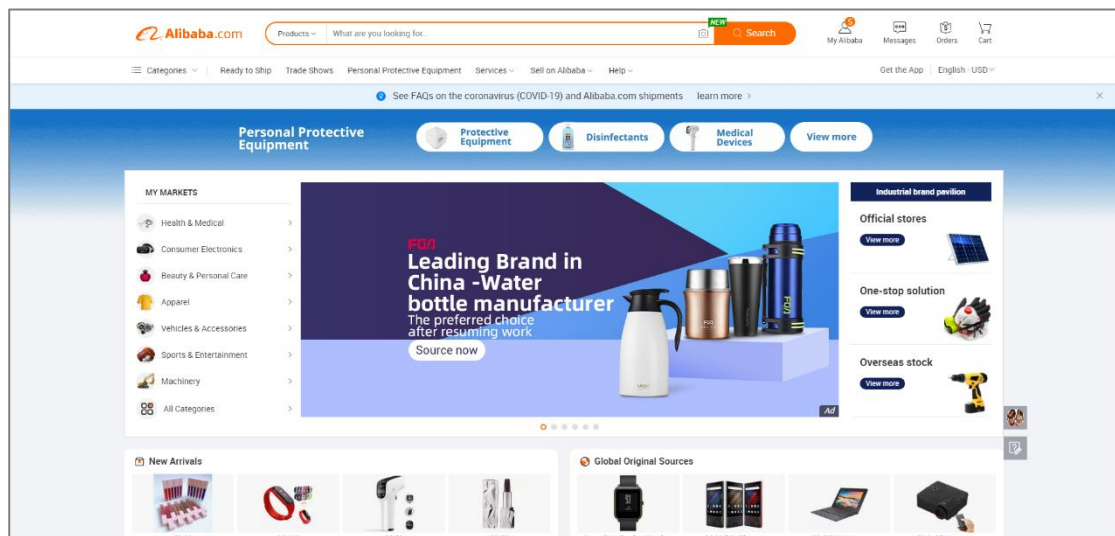 Alibaba.com
Products
What are you looking for...
NEW
Search
5
My Alibaba
Messages
Orders
Cart
Categories
Ready to Ship
Trade Shows
Personal Protective Equipment
Services
Sell on Alibaba
Help
Get the App
English - USD
See FAQs on the coronavirus (COVID-19) and Alibaba.com shipments learn more >
Personal Protective
Equipment
Protective
Equipment
Disinfectants
Medical
Devices
View more
MY MARKETS
Health & Medical
Consumer Electronics
Beauty & Personal Care
Apparel
Vehicles & Accessories
Sports & Entertainment
Machinery
All Categories
FGA
Leading Brand in
China -Water
bottle manufacturer
The preferred choice
after resuming work
Source now
FGA
FGA
Ad
Industrial brand pavilion
Official stores
View more
One-stop solution
View more
Overseas stock
View more
New Arrivals
Global Original Sources